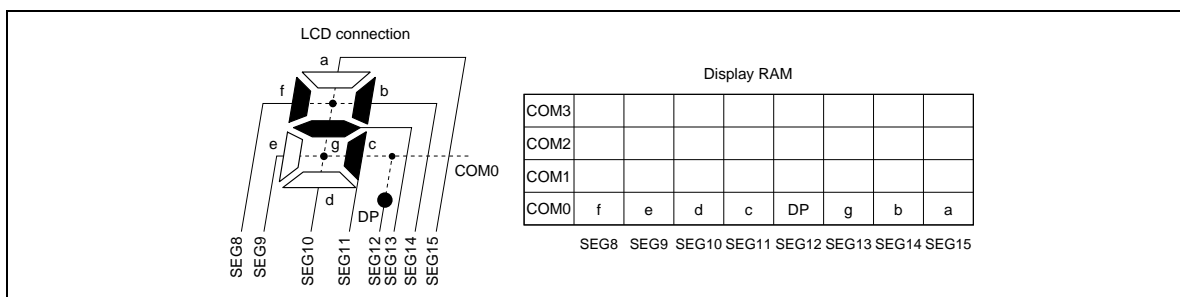 LCD connection
a
f
b
g
e
c
COM0
d
DP
SEG8
SEG9
SEG10
SEG11
SEG12
SEG13
SEG14
SEG15
Display RAM
COM3
COM2
COM1
COM0 f e d c DP g b a
SEG8 SEG9 SEG10 SEG11 SEG12 SEG13 SEG14 SEG15